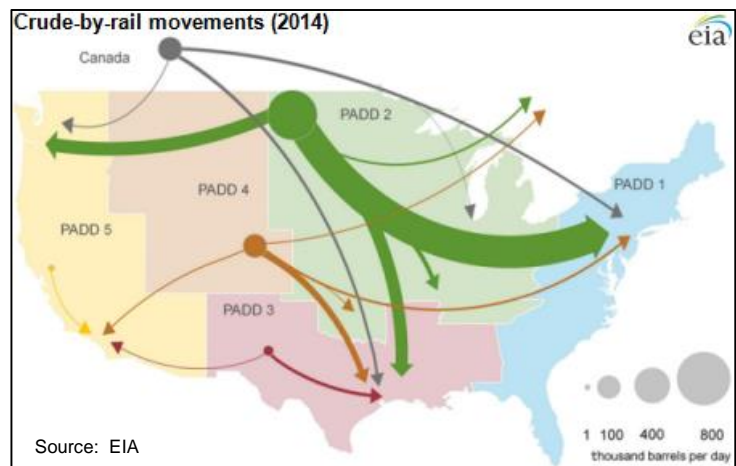 Crude-by-rail movements (2014)
eia
Canada
PADD 2
PADD 1
PADD 4
PADD 5
PADD 3
1 100 400 800
thousand barrels per day
Source: EIA